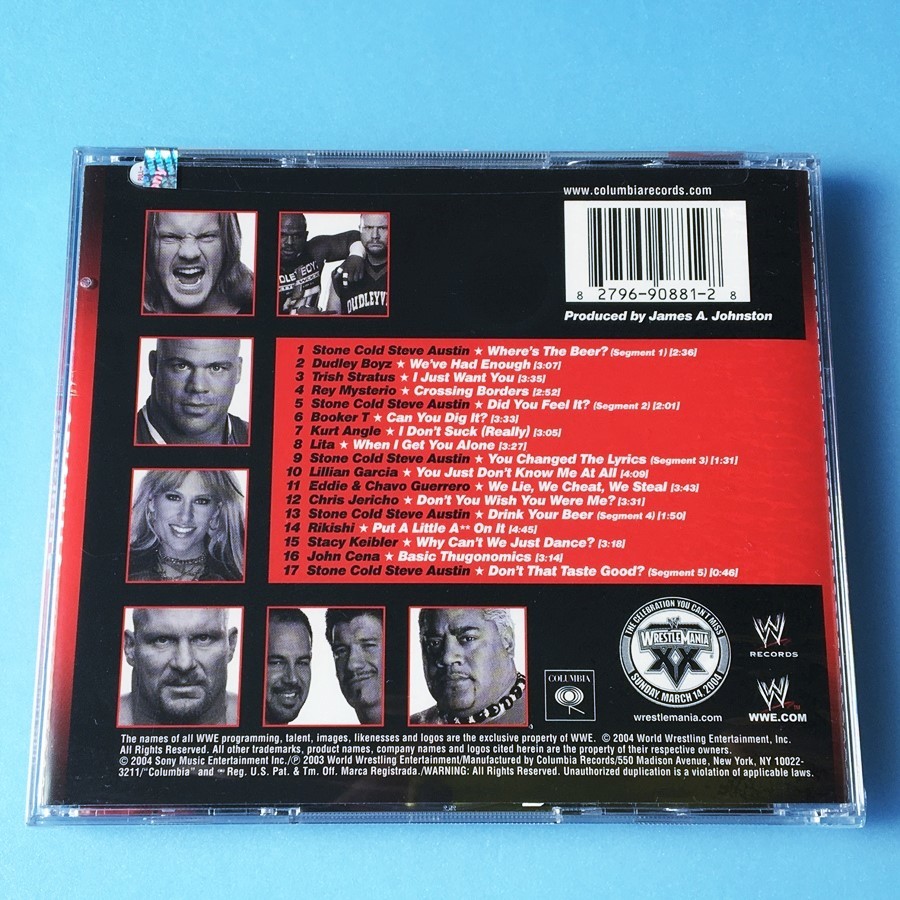 www.columbiarecords.com
8 2796-90881-2 8
Produced by James A. Johnston
DUDLEYV
1 Stone Cold Steve Austin ★ Where's The Beer? (Segment 1) [2:36]
2 Dudley Boyz ★ We've Had Enough [3:07]
3 Trish Stratus ★ I Just Want You [3:35]
4 Rey Mysterio ★ Crossing Borders [2:52]
5 Stone Cold Steve Austin ★ Did You Feel It? (Segment 2) [2:01]
6 Booker T ★ Can You Dig It? [3:33]
7 Kurt Angle ★ I Don't Suck (Really) [3:05]
8 Lita ★ When I Get You Alone [3:27]
9 Stone Cold Steve Austin ★ You Changed The Lyrics (Segment 3) [1:31]
10 Lillian Garcia ★ You Just Don't Know Me At All [4:09]
11 Eddie & Chavo Guerrero ★ We Lie, We Cheat, We Steal [3:43]
12 Chris Jericho ★ Don't You Wish You Were Me? [3:31]
13 Stone Cold Steve Austin ★ Drink Your Beer (Segment 4) [1:50]
14 Rikishi ★ Put A Little A** On It [4:45]
15 Stacy Keibler ★ Why Can't We Just Dance? [3:18]
16 John Cena ★ Basic Thugonomics [3:14]
17 Stone Cold Steve Austin ★ Don't That Taste Good? (Segment 5) [0:46]
COLUMBIA
THE CELEBRATION YOU CAN'T MISS
WRESTLEMANIA
XX
SUNDAY MARCH 14, 2004
wrestlemania.com
W
RECORDS
W
WWE.COM
The names of all WWE programming, talent, images, likenesses and logos are the exclusive property of WWE. © 2004 World Wrestling Entertainment, Inc.
All Rights Reserved. All other trademarks, product names, company names and logos cited herein are the property of their respective owners.
© 2004 Sony Music Entertainment Inc./℗ 2003 World Wrestling Entertainment/Manufactured by Columbia Records/550 Madison Avenue, New York, NY 10022-
3211/"Columbia" and Reg. U.S. Pat. & Tm. Off. Marca Registrada./WARNING: All Rights Reserved. Unauthorized duplication is a violation of applicable laws.